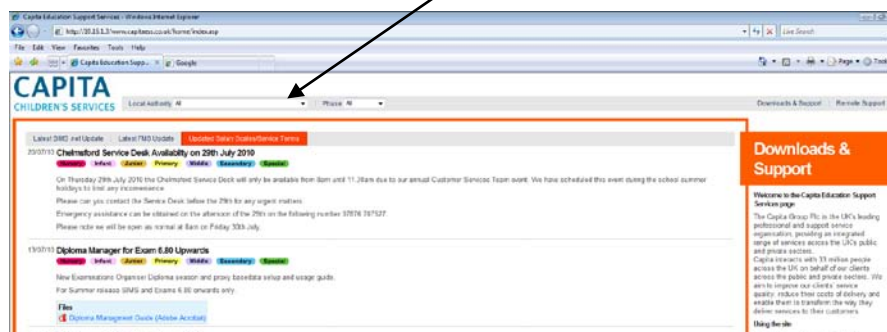 Capita Education Support Services - Windows Internet Explorer
Live Search
File Edit View Favorites Tools Help
Capita Education Supp... Google
Page Tools
CAPITA
CHILDREN'S SERVICES
Local Authority All
Phase All
Downloads & Support Remote Support
Latest SIMS .net Update Latest FMS Update Updated Salary Scales/Service Terms
Chelmsford Service Desk Availability on 29th July 2010
Nursery Infant Junior Primary Middle Secondary Special
On Thursday 29th July 2010 the Chelmsford Service Desk will only be available from 8am until 11.30am due to our annual Customer Services Team event. We have scheduled this event during the school summer
holidays to limit any inconvenience.
Please can you contact the Service Desk before the 29th for any urgent matters.
Emergency assistance can be obtained on the afternoon of the 29th on the following number
Please note we will be open as normal at 8am on Friday 30th July.
Diploma Manager for Exam 6.80 Upwards
Nursery Infant Junior Primary Middle Secondary Special
New Examinations Organiser Diploma season and proxy basedata setup and usage guide.
For Summer release SIMS and Exams 6.80 onwards only.
Files
Diploma Management Guide (Adobe Acrobat)
Downloads &
Support
Welcome to the Capita Education Support
Services page
The Capita Group Plc is the UK's leading
professional and support service
organisation, providing an integrated
range of services across the UK's public
and private sectors.
Capita interacts with 33 million people
across the UK on behalf of our clients
across the public and private sectors. We
aim to improve our clients' service
quality, reduce their costs of delivery and
enable them to transform the way they
deliver services to their customers.
Using the site